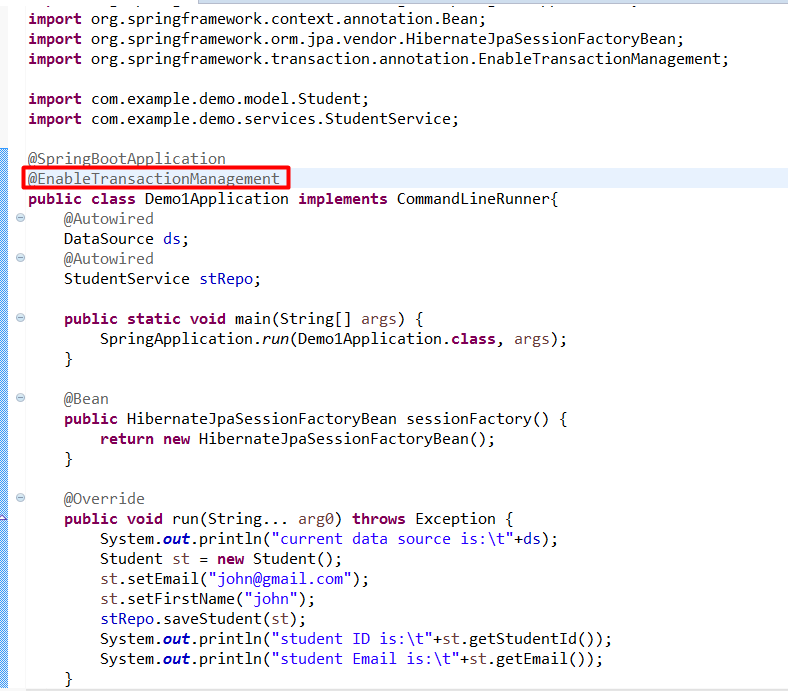 import org.springframework.context.annotation.Bean;
import org.springframework.orm.jpa.vendor.HibernateJpaSessionFactoryBean;
import org.springframework.transaction.annotation.EnableTransactionManagement;
import com.example.demo.model.Student;
import com.example.demo.services.StudentService;
@SpringBootApplication
@EnableTransactionManagement
public class Demo1Application implements CommandLineRunner{
@Autowired
DataSource ds;
@Autowired
StudentService stRepo;
public static void main(String[] args) {
SpringApplication.run(Demo1Application.class, args);
}
@Bean
public HibernateJpaSessionFactoryBean sessionFactory() {
return new HibernateJpaSessionFactoryBean();
}
@Override
public void run(String... arg0) throws Exception {
System.out.println("current data source is:\t"+ds);
Student st = new Student();
st.setEmail("john@gmail.com");
st.setFirstName("john");
stRepo.saveStudent(st);
System.out.println("student ID is:\t"+st.getStudentId());
System.out.println("student Email is:\t"+st.getEmail());
}